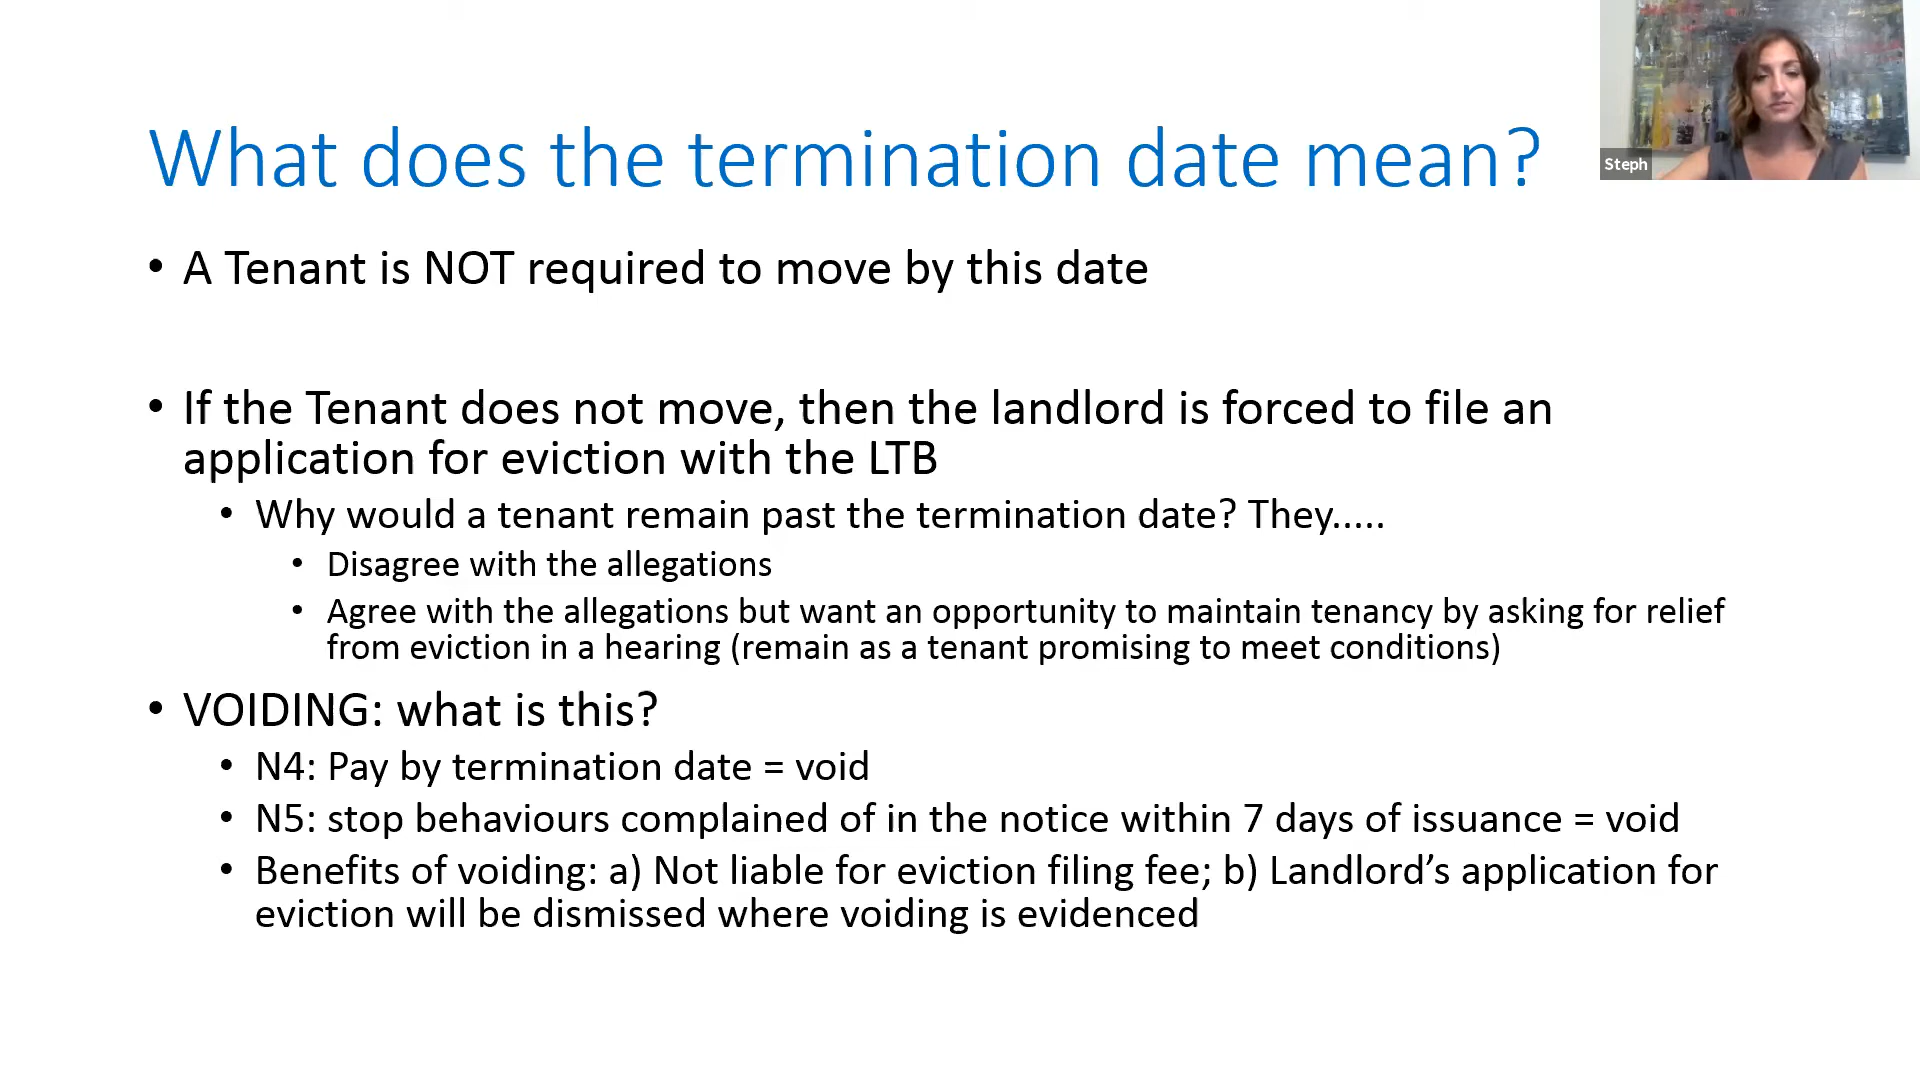 What does the termination date mean?
Steph
• A Tenant is NOT required to move by this date
• If the Tenant does not move, then the landlord is forced to file an
application for eviction with the LTB
• Why would a tenant remain past the termination date? They.....
• Disagree with the allegations
• Agree with the allegations but want an opportunity to maintain tenancy by asking for relief
from eviction in a hearing (remain as a tenant promising to meet conditions)
• VOIDING: what is this?
• N4: Pay by termination date = void
• N5: stop behaviours complained of in the notice within 7 days of issuance = void
• Benefits of voiding: a) Not liable for eviction filing fee; b) Landlord’s application for
eviction will be dismissed where voiding is evidenced